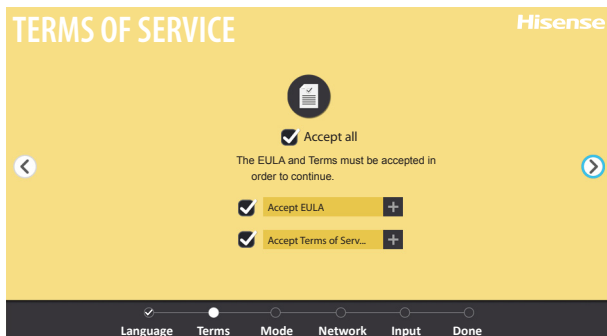 TERMS OF SERVICE
Hisense
Accept all
The EULA and Terms must be accepted in
order to continue.
Accept EULA
Accept Terms of Serv...
Language Terms Mode Network Input Done